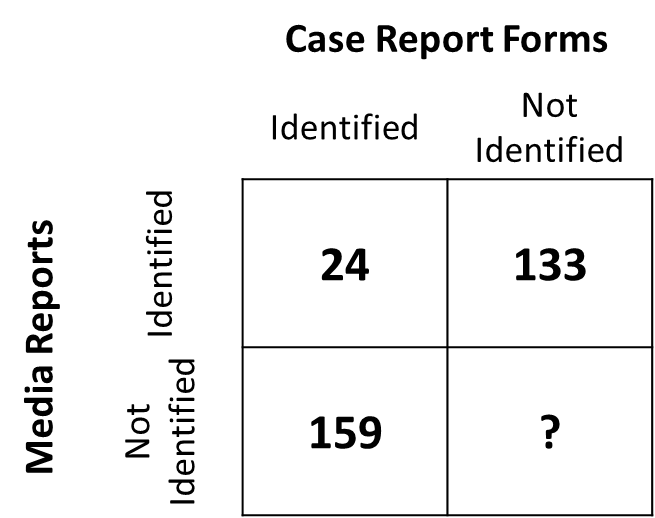 Case Report Forms
Identified
Not
Identified
Media Reports
Identified
24
133
Not
Identified
159
?